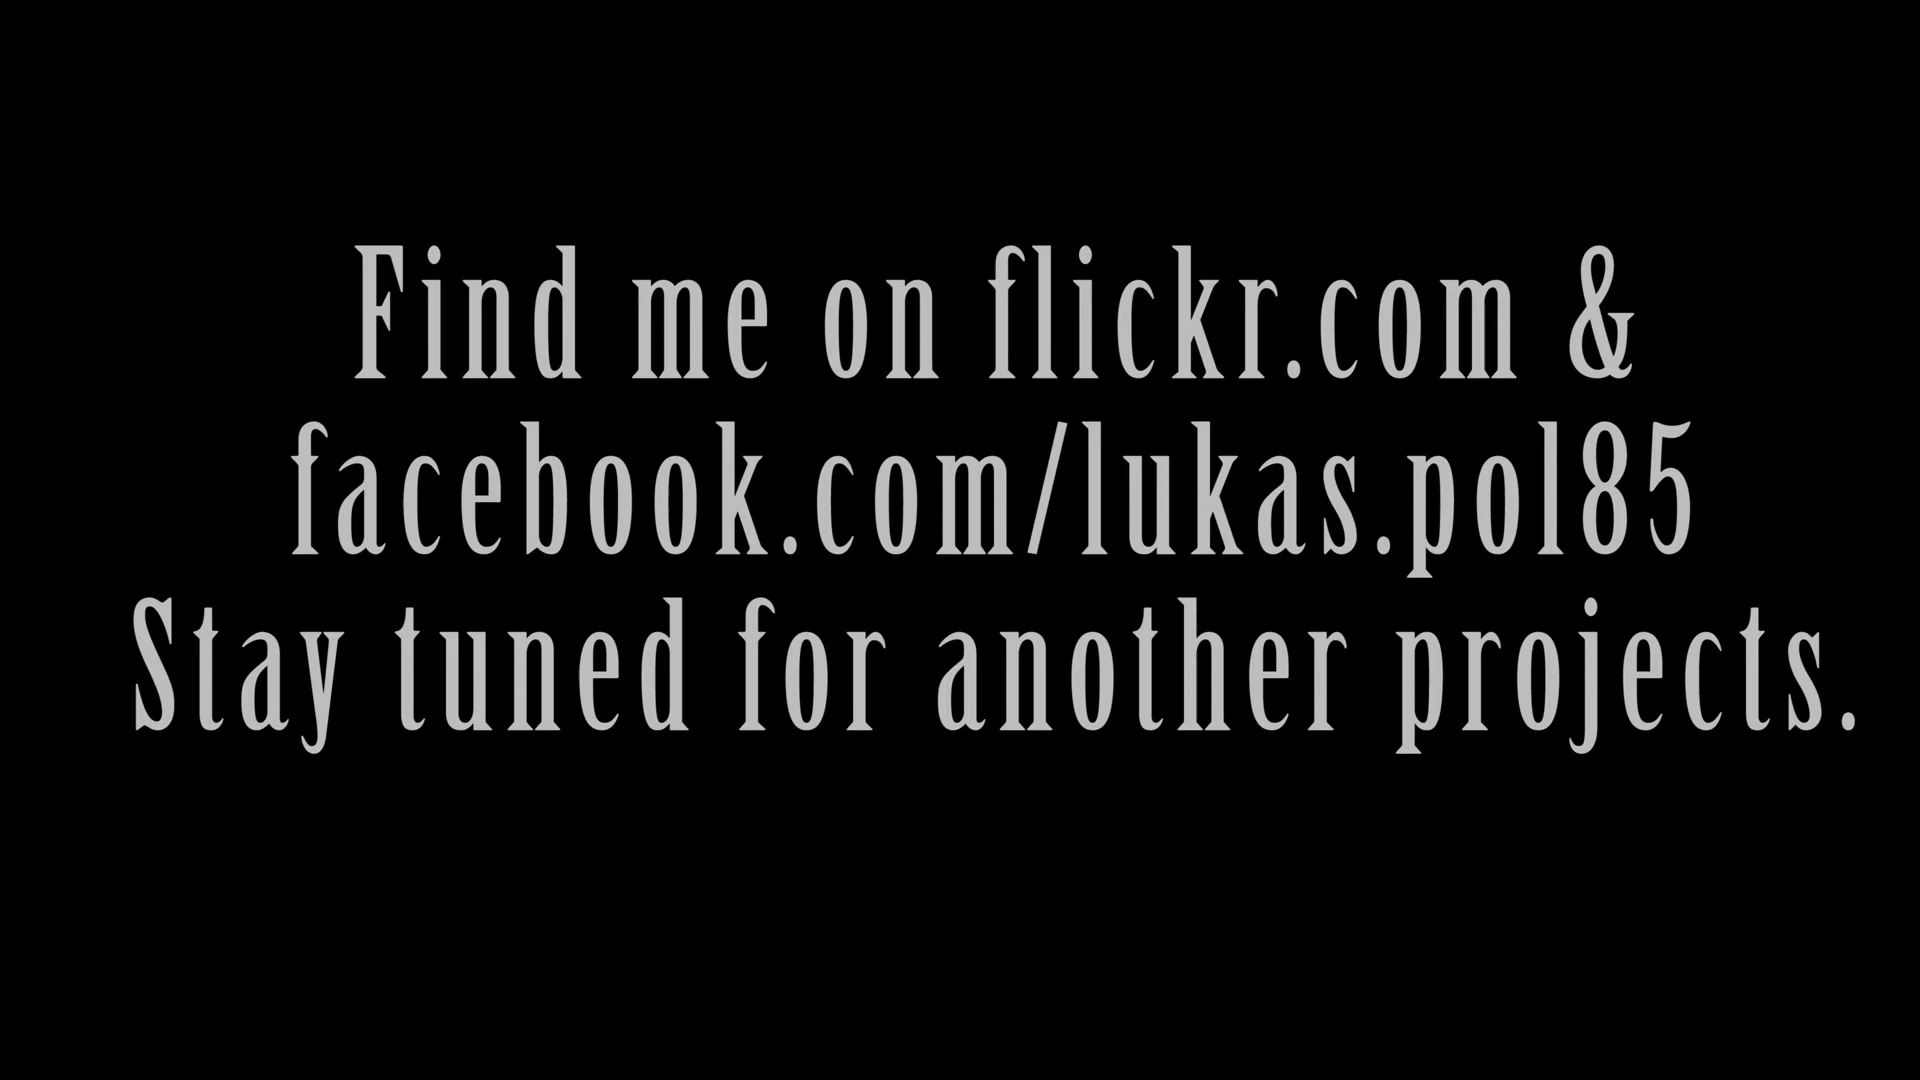 Find me on flickr.com &
facebook.com/lukas.pol85
Stay tuned for another projects.